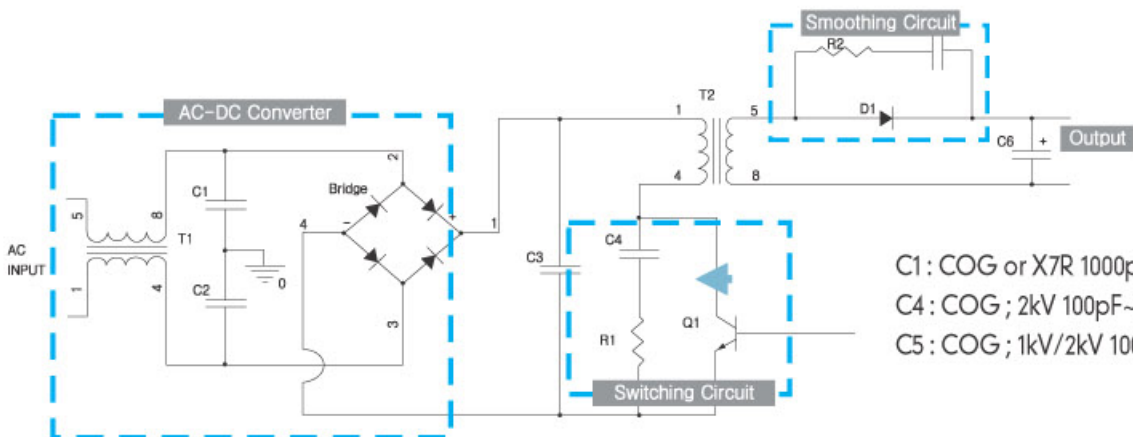 Smoothing Circuit
R2
AC-DC Converter
T2
1
5
D1
C6
+
Output
2
C1
Bridge
4
8
5
8
4
−
+
1
T1
AC
INPUT
C3
C4
0
C2
1
4
3
Q1
R1
Switching Circuit
C1 : COG or X7R 1000p
C4 : COG ; 2kV 100pF~
C5 : COG ; 1kV/2kV 10